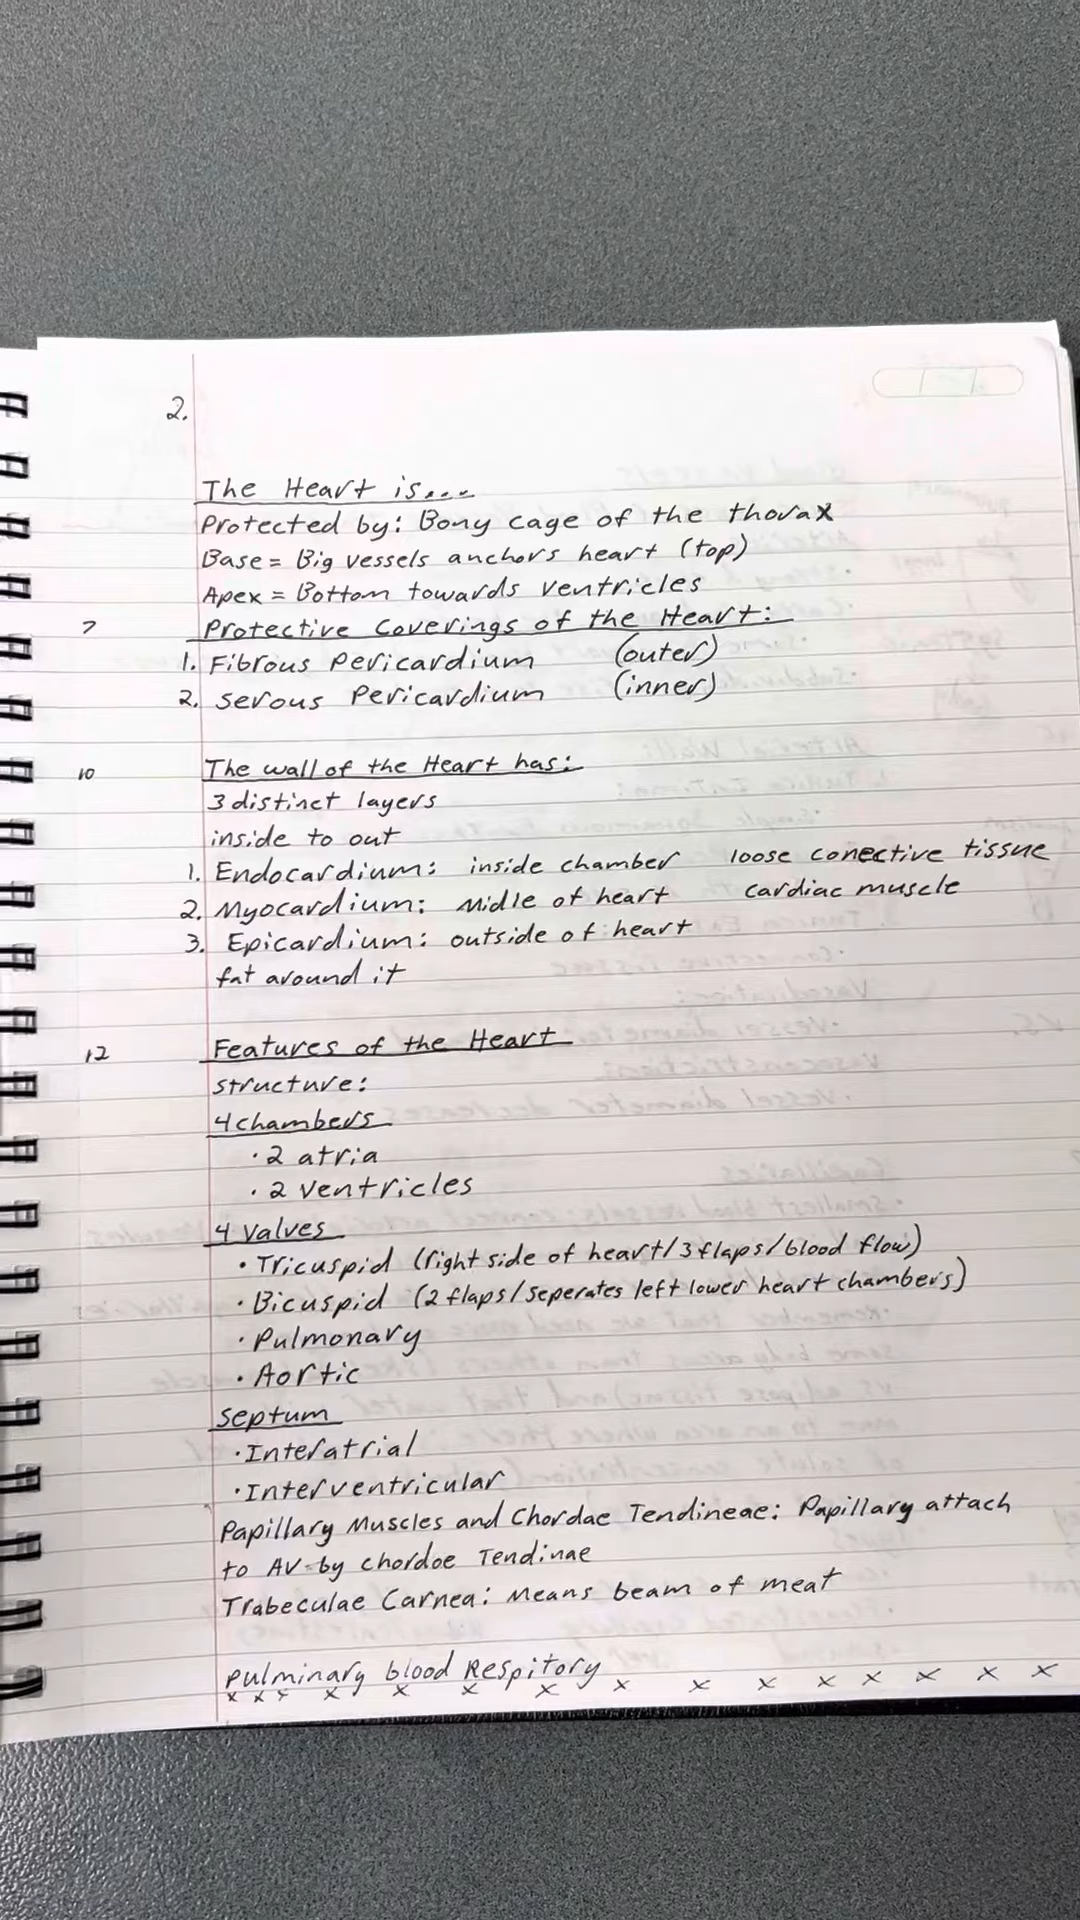 2.
The Heart is...
Protected by: Bony cage of the thorax
Base = Big vessels anchors heart (top)
Apex = Bottom towards ventricles
7 Protective Coverings of the Heart:
1. Fibrous Pericardium (outer)
2. Serous Pericardium (inner)
10 The wall of the Heart has:
3 distinct layers
inside to out
1. Endocardium: inside chamber loose conective tissue
2. Myocardium: Midle of heart cardiac muscle
3. Epicardium: outside of heart
fat around it
12 Features of the Heart
structure:
4 chambers
· 2 atria
· 2 ventricles
4 Valves
· Tricuspid (right side of heart/3 flaps/blood flow)
· Bicuspid (2 flaps/seperates left lower heart chambers)
· Pulmonary
· Aortic
Septum
· Interatrial
· Interventricular
Papillary Muscles and Chordae Tendineae: Papillary attach
to AV-by chordoe Tendinae
Trabeculae Carnea: Means beam of meat
Pulminary blood Respitory
x x x x x x x x x x x x x x x